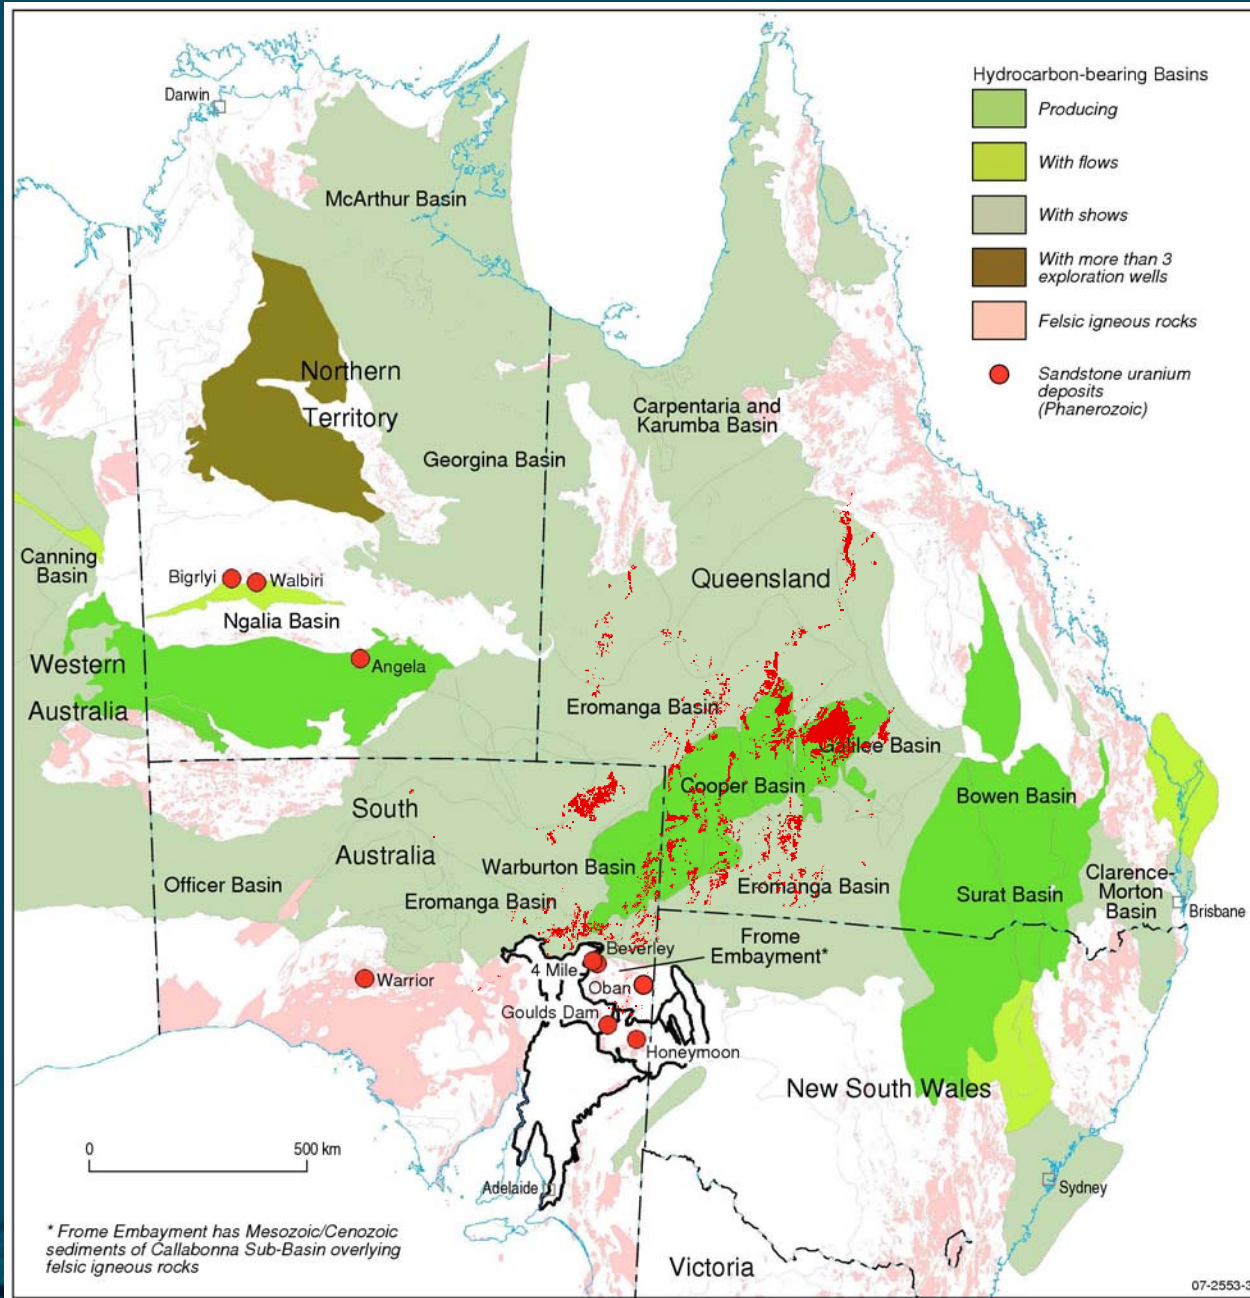 Hydrocarbon-bearing Basins
Producing
With flows
With shows
With more than 3
exploration wells
Felsic igneous rocks
Sandstone uranium
deposits
(Phanerozoic)
Darwin
McArthur Basin
Northern
Territory
Carpentaria and
Karumba Basin
Georgina Basin
Canning
Basin
Bigrlyi
Walbiri
Queensland
Ngalia Basin
Western
Australia
Angela
Eromanga Basin
Galilee Basin
Cooper Basin
Bowen Basin
South
Australia
Warburton Basin
Officer Basin
Eromanga Basin
Eromanga Basin
Surat Basin
Clarence-
Morton
Basin
Brisbane
Frome
Embayment*
Beverley
4 Mile
Warrior
Oban
Goulds Dam
Honeymoon
New South Wales
0 500 km
Adelaide
Sydney
* Frome Embayment has Mesozoic/Cenozoic
sediments of Callabonna Sub-Basin overlying
felsic igneous rocks
Victoria
07-2553-3